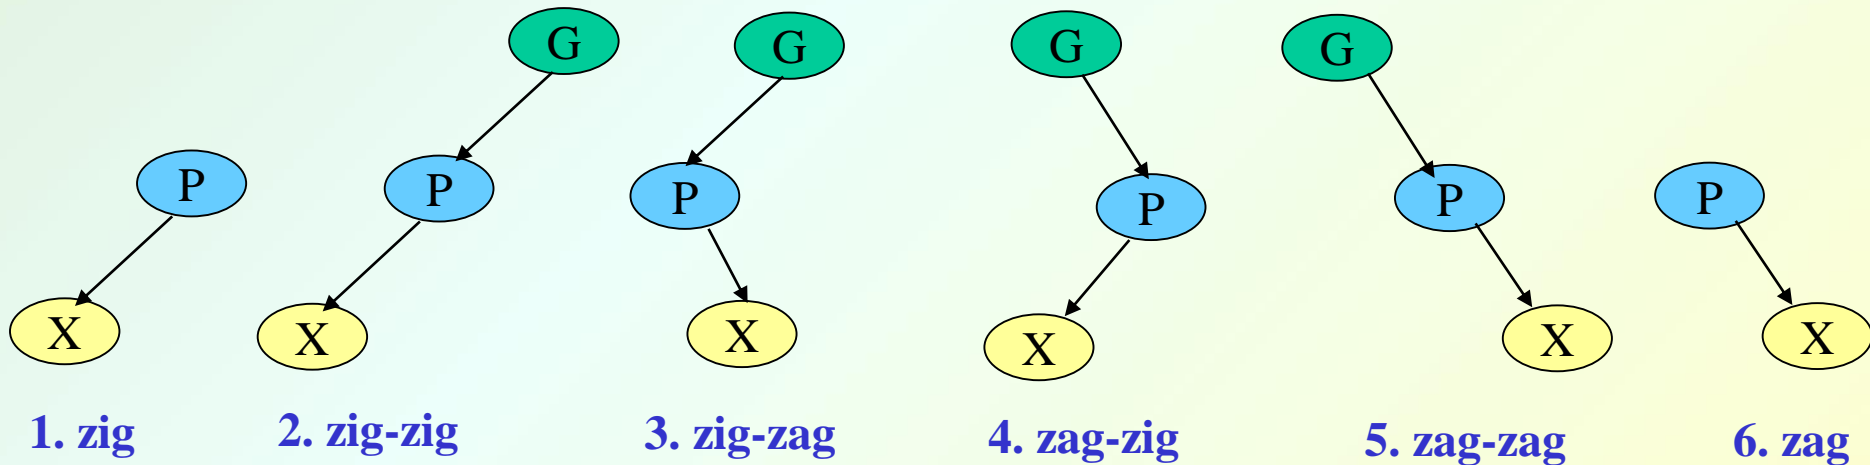 G
G
G
G
P
P
P
P
P
P
X
X
X
X
X
X
1. zig
2. zig-zig
3. zig-zag
4. zag-zig
5. zag-zag
6. zag